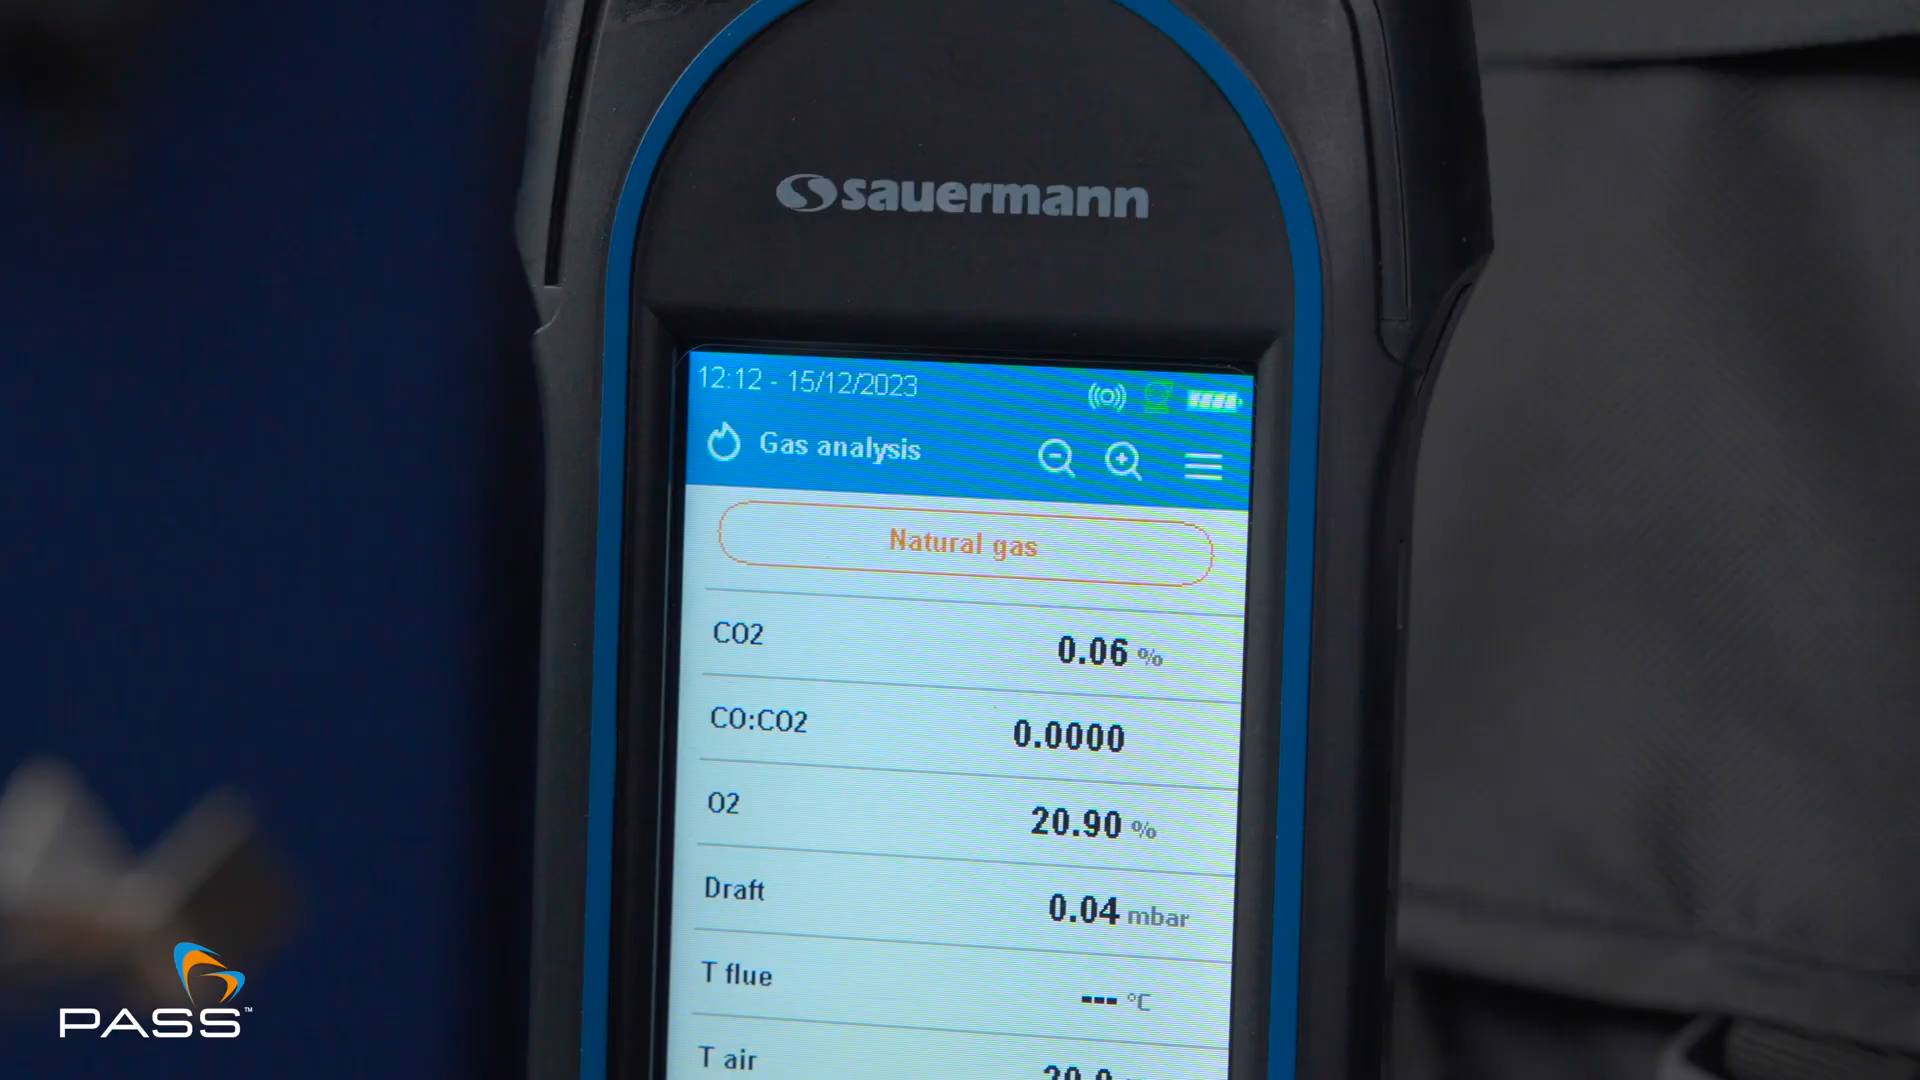 sauermann
12:12 - 15/12/2023
Gas analysis
Natural gas
CO2 0.06 %
CO:CO2 0.0000
O2 20.90 %
Draft 0.04 mbar
T flue --- °C
T air
PASS™